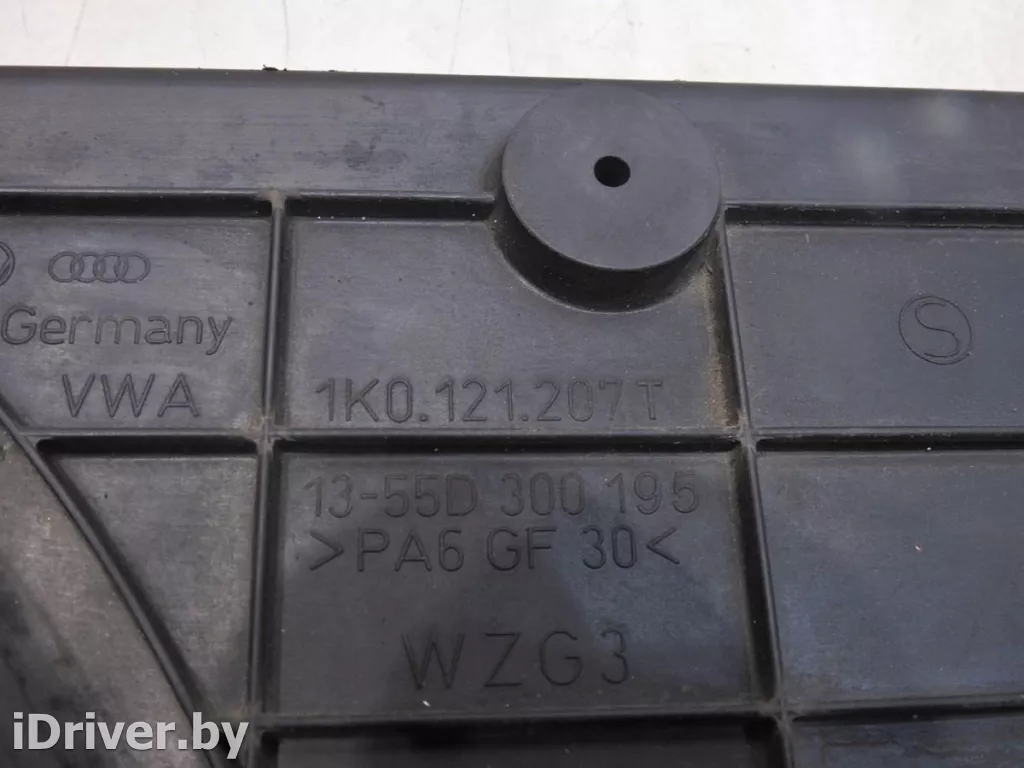 Germany
VWA
1K0.121.207 T
13-55D 300 195
>PA6 GF 30<
WZG3
S
iDriver.by